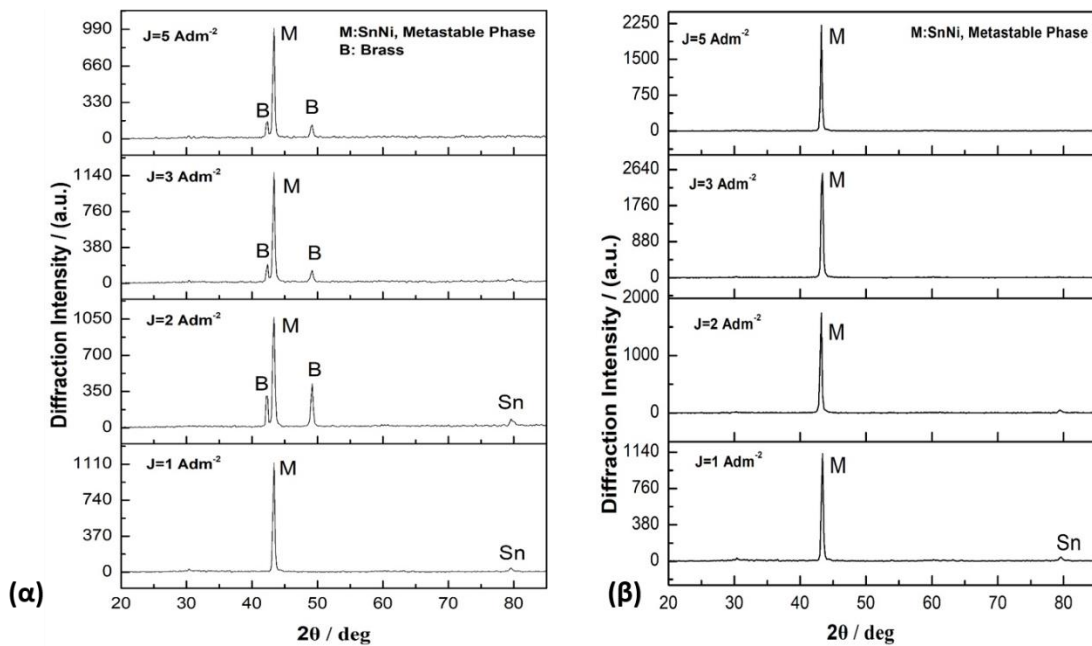 Diffraction Intensity / (a.u.)
J=5 Adm⁻²
M:SnNi, Metastable Phase
B: Brass
990
660
330
0
B
M
B
J=3 Adm⁻²
1140
760
380
0
B
M
B
J=2 Adm⁻²
1050
700
350
0
B
M
B
Sn
J=1 Adm⁻²
1110
740
370
0
M
Sn
20 30 40 50 60 70 80
2θ / deg
(α)
Diffraction Intensity / (a.u.)
J=5 Adm⁻²
M:SnNi, Metastable Phase
2250
1500
750
0
M
J=3 Adm⁻²
2640
1760
880
0
M
J=2 Adm⁻²
2000
1000
0
M
J=1 Adm⁻²
1140
760
380
0
M
Sn
20 30 40 50 60 70 80
2θ / deg
(β)